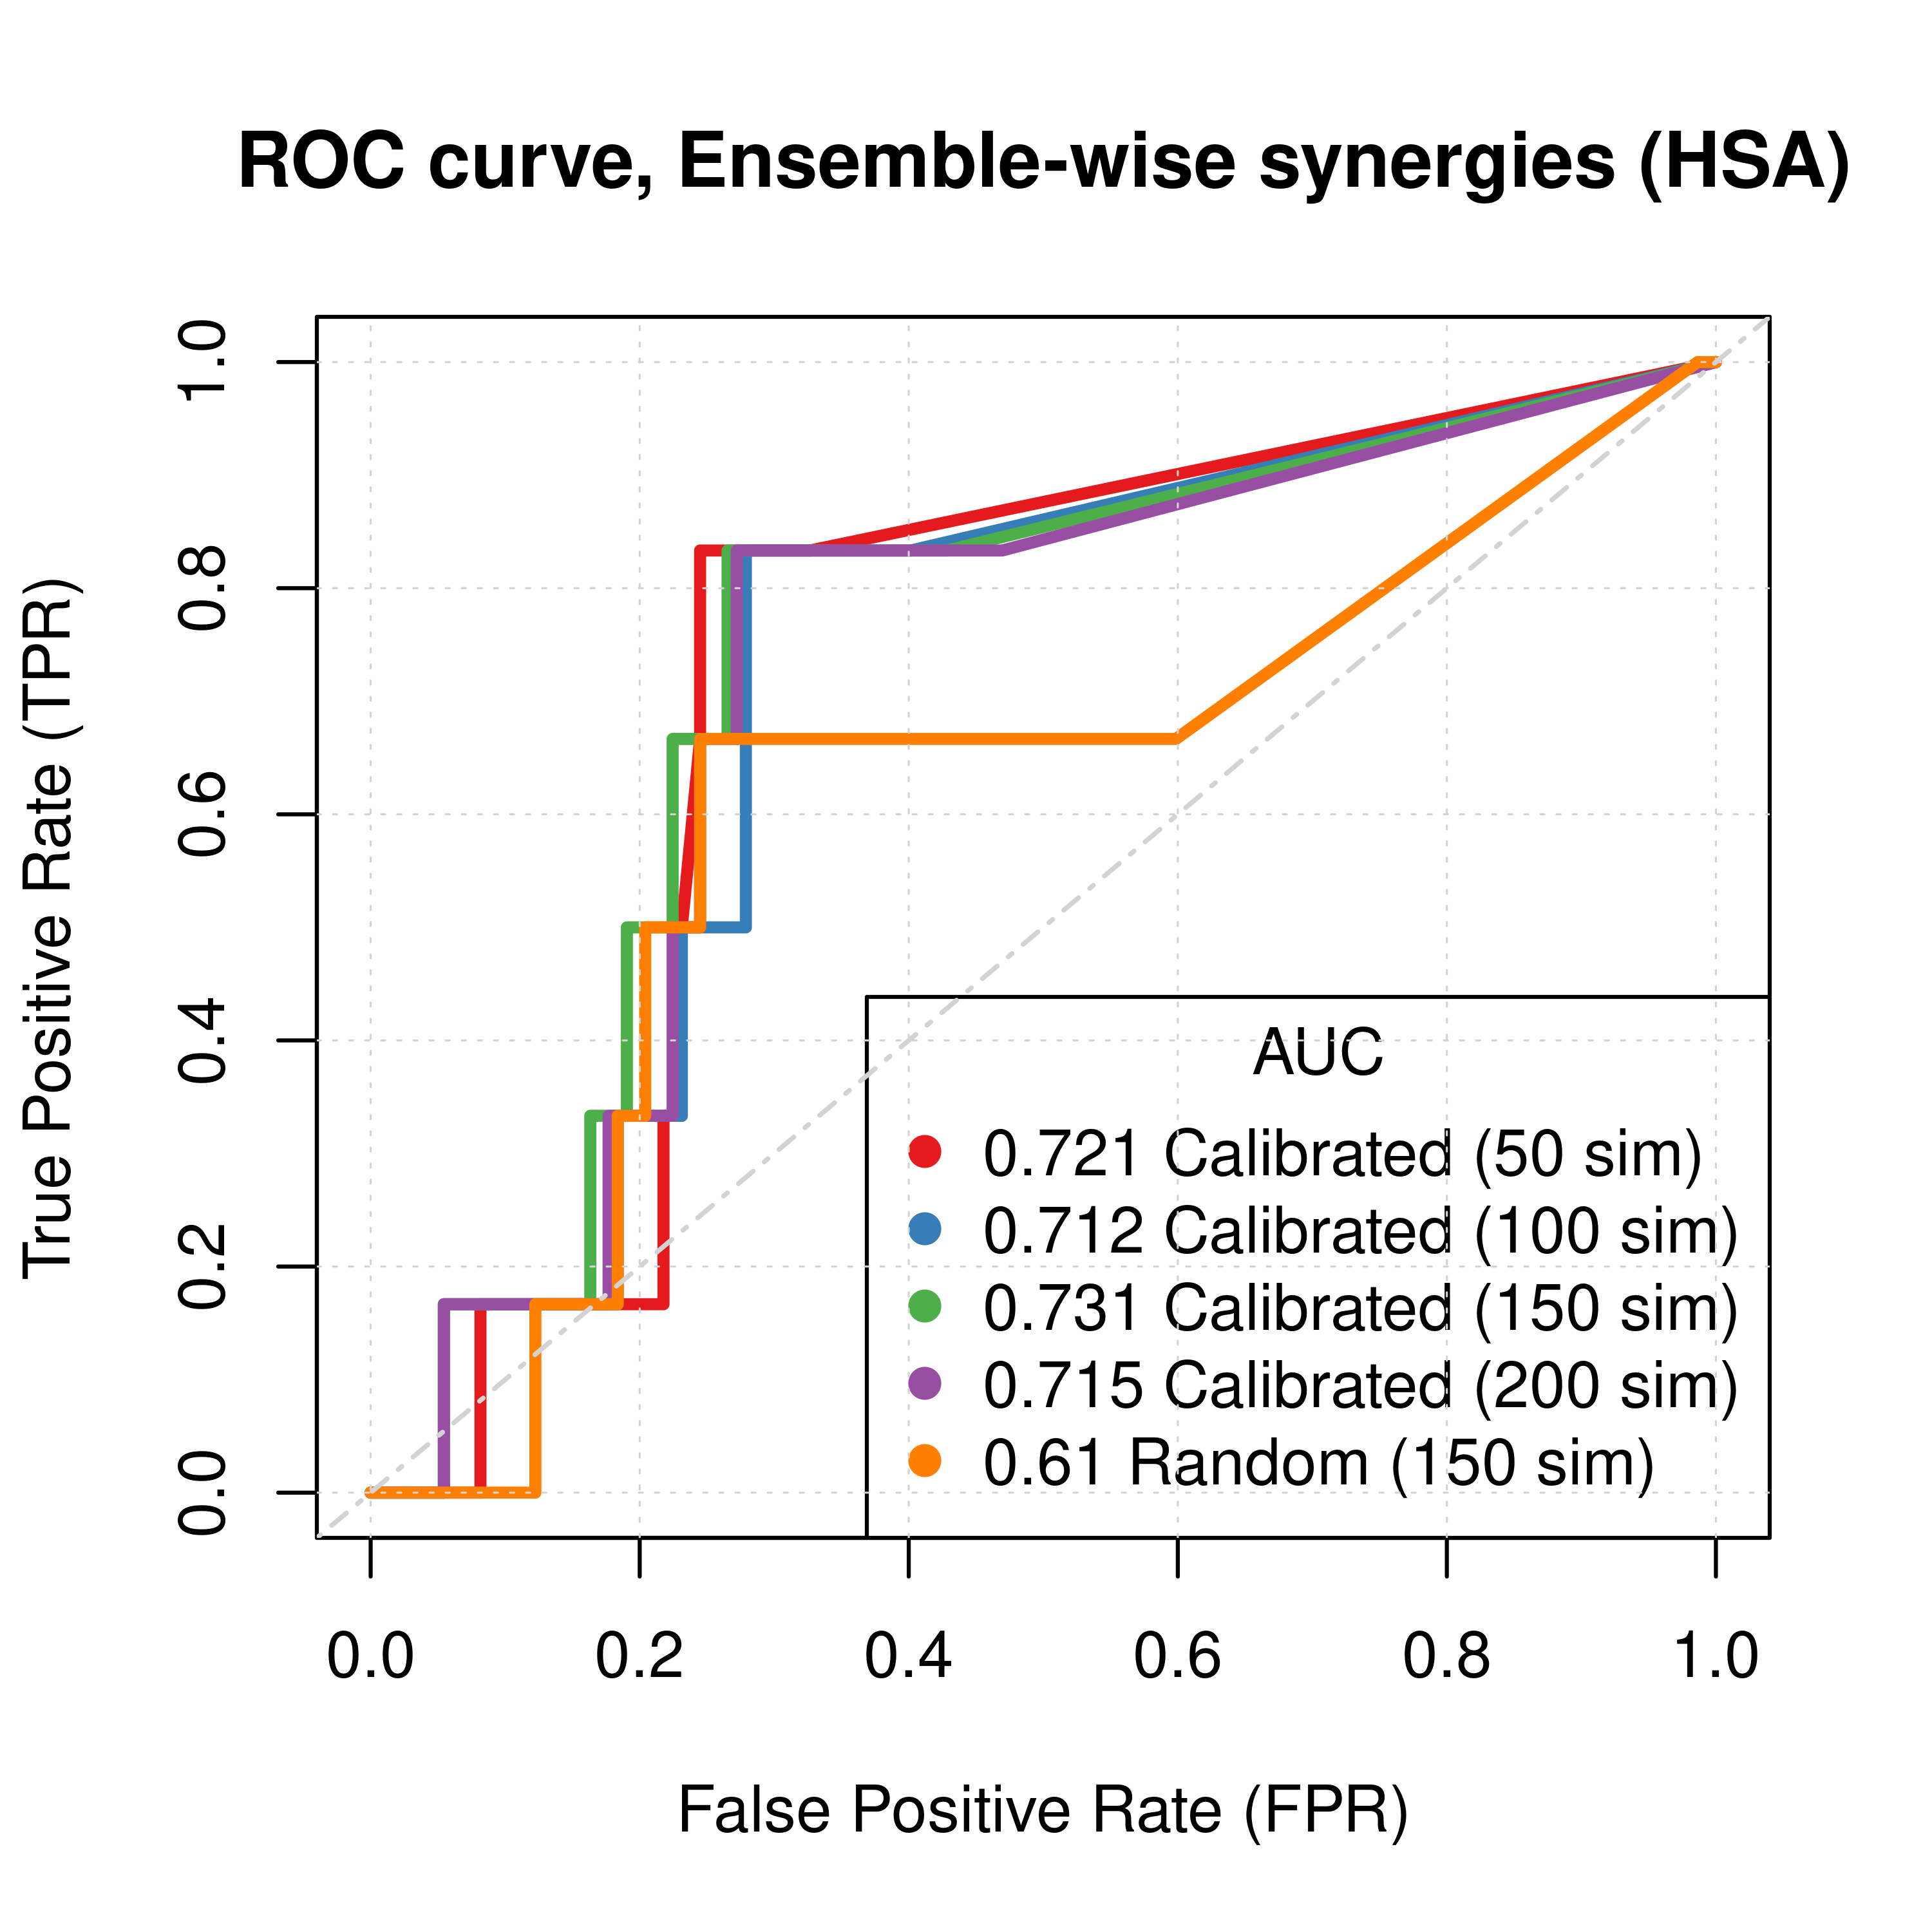 ROC curve, Ensemble-wise synergies (HSA)
True Positive Rate (TPR)
1.0
0.8
0.6
0.4
0.2
0.0
AUC
0.721 Calibrated (50 sim)
0.712 Calibrated (100 sim)
0.731 Calibrated (150 sim)
0.715 Calibrated (200 sim)
0.61 Random (150 sim)
0.0 0.2 0.4 0.6 0.8 1.0
False Positive Rate (FPR)